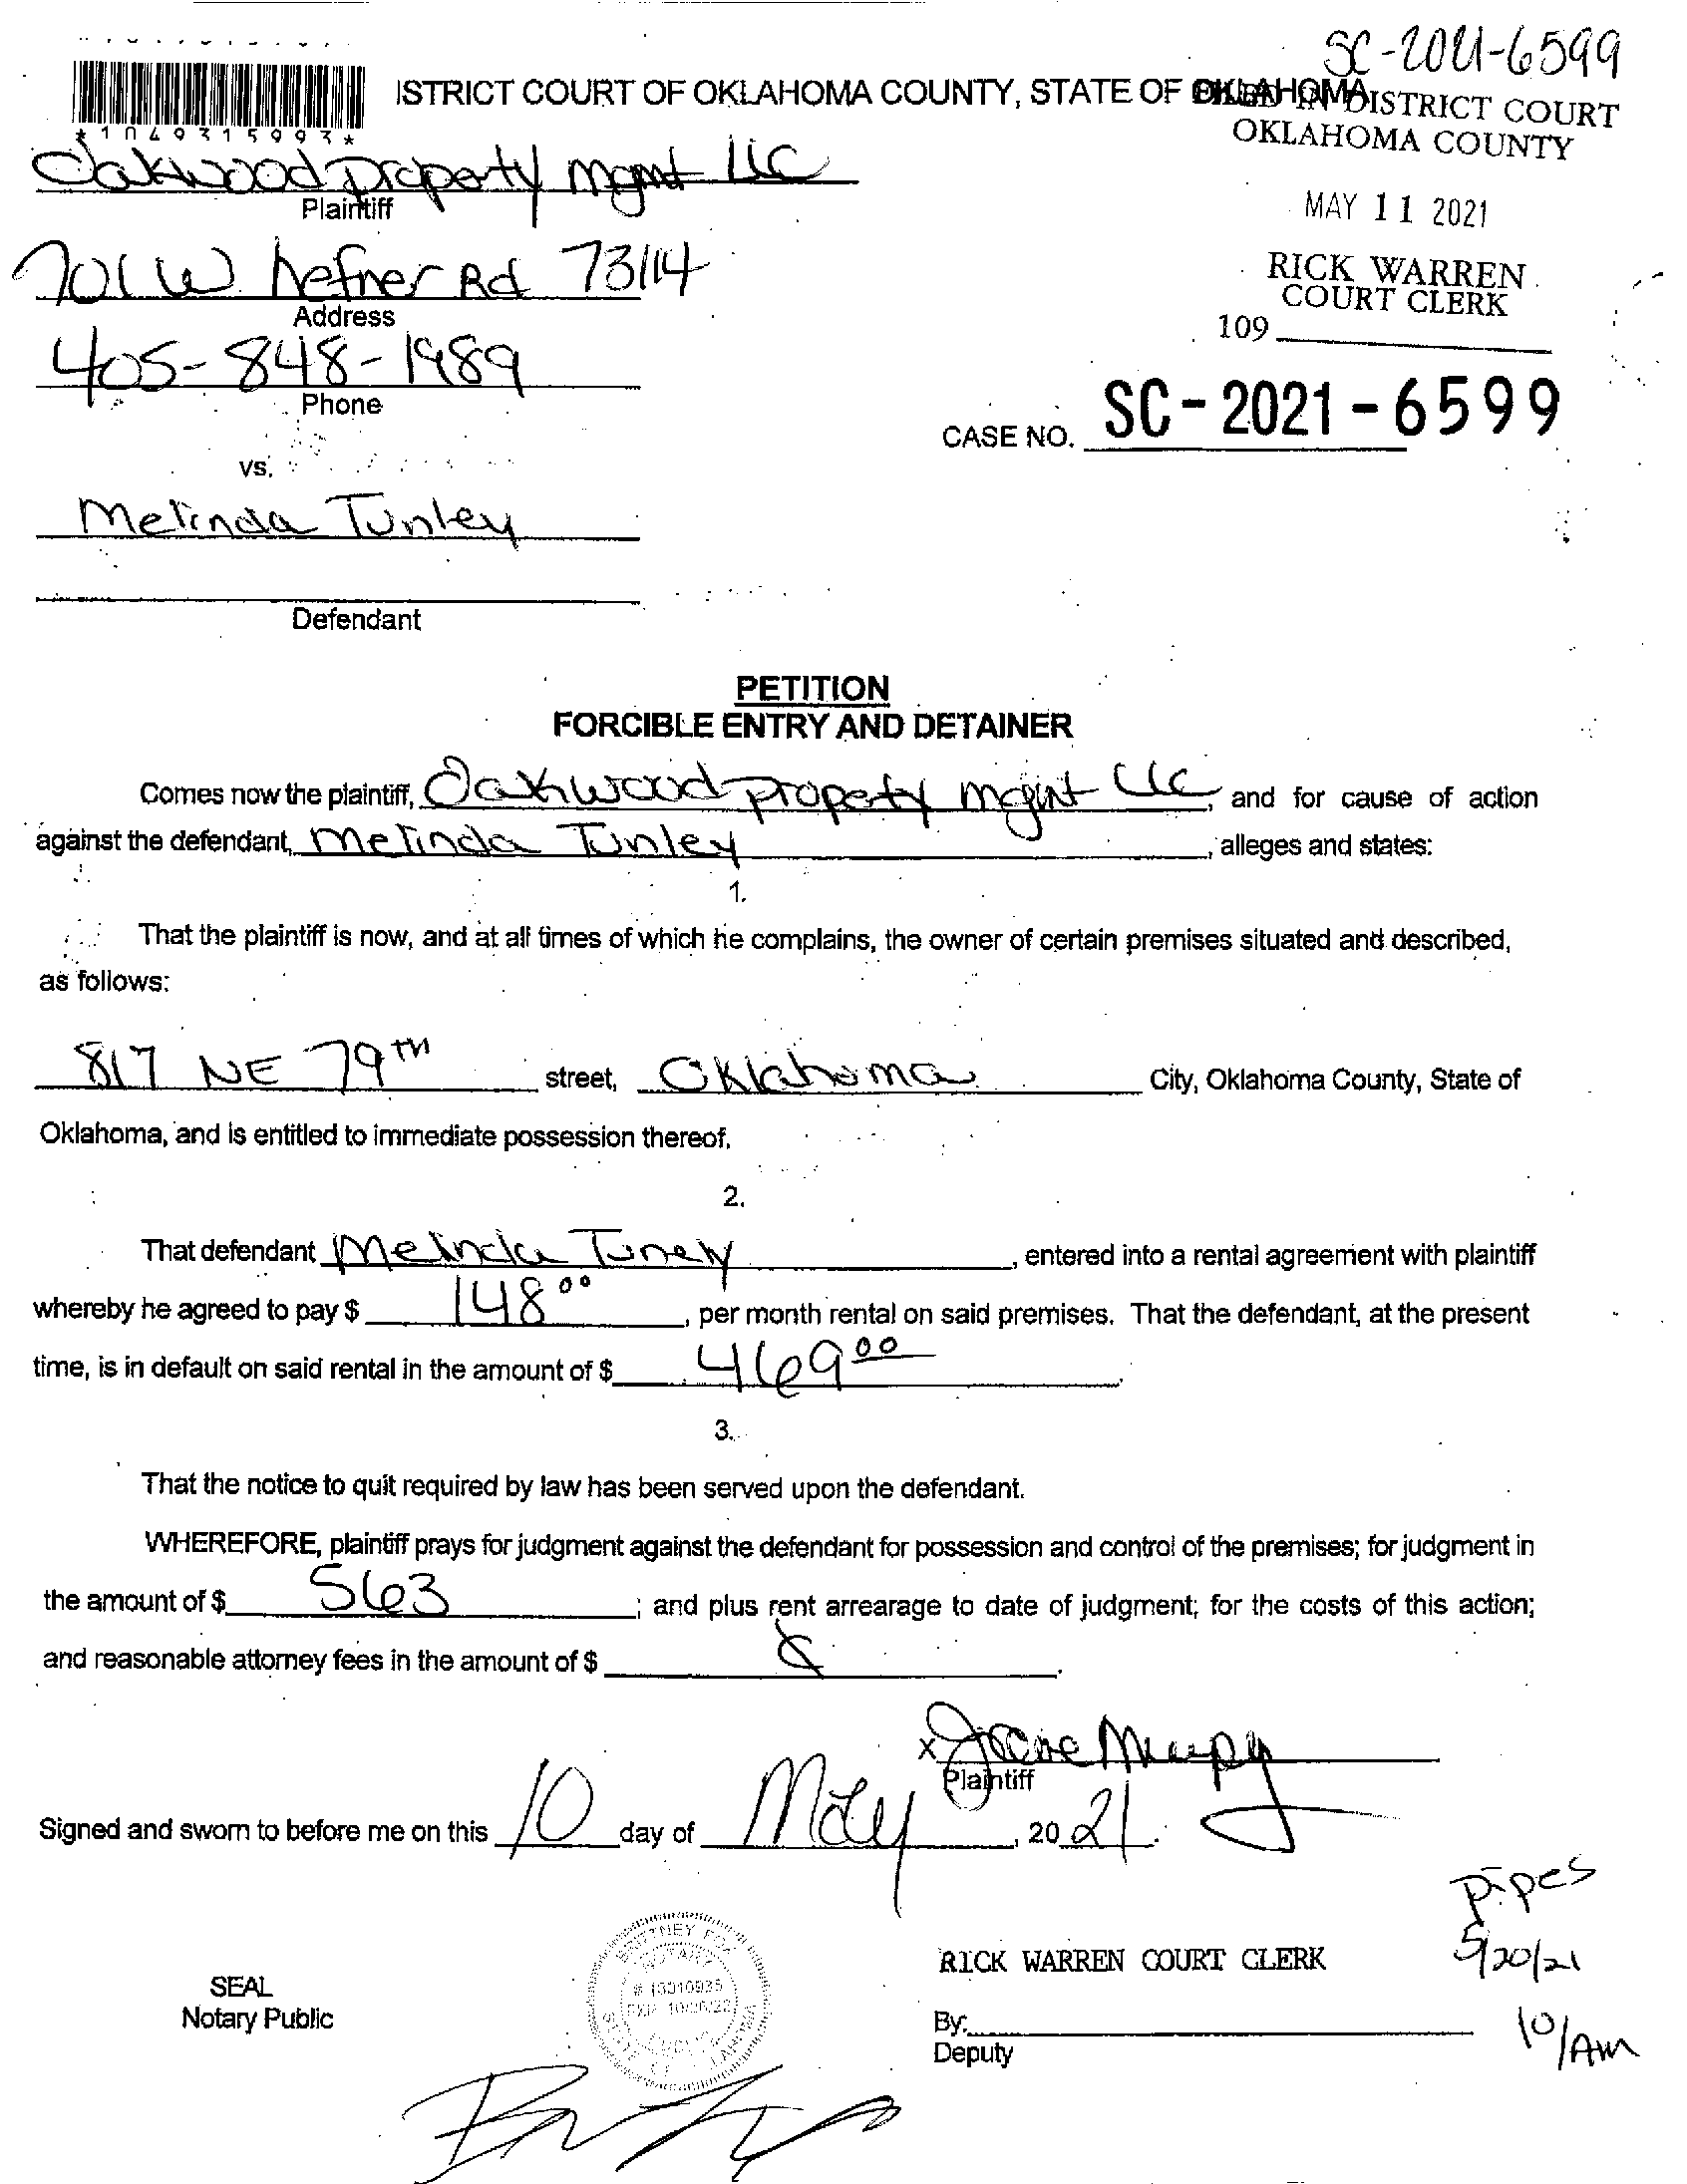 SC-2021-6599
ISTRICT COURT OF OKLAHOMA COUNTY, STATE OF OKLAHOMA
FILED IN DISTRICT COURT
OKLAHOMA COUNTY
*1049315993*
Oakwood property mgmt llc
Plaintiff
MAY 11 2021
701 W hefner Rd 73114
Address
RICK WARREN
COURT CLERK
109
405-848-1989
Phone
CASE NO. SC-2021-6599
vs.
Melinda Tunley
Defendant
PETITION
FORCIBLE ENTRY AND DETAINER
Comes now the plaintiff, Oakwood property mgmt llc, and for cause of action
against the defendant, Melinda Tunley, alleges and states:
1.
That the plaintiff is now, and at all times of which he complains, the owner of certain premises situated and described,
as follows:
817 NE 79TH street, Oklahoma City, Oklahoma County, State of
Oklahoma, and is entitled to immediate possession thereof.
2.
That defendant Melinda Tunely, entered into a rental agreement with plaintiff
whereby he agreed to pay $ 148 00, per month rental on said premises. That the defendant, at the present
time, is in default on said rental in the amount of $ 469 00.
3.
That the notice to quit required by law has been served upon the defendant.
WHEREFORE, plaintiff prays for judgment against the defendant for possession and control of the premises; for judgment in
the amount of $ 563; and plus rent arrearage to date of judgment; for the costs of this action;
and reasonable attorney fees in the amount of $
x
Plaintiff
Signed and sworn to before me on this 10 day of May, 20 21.
pipes
5/20/21
10/AM
BRITTNEY FOX
NOTARY
# 13010935
PUBLIC
STATE OF OKLAHOMA
SEAL
Notary Public
RICK WARREN COURT CLERK
By:
Deputy